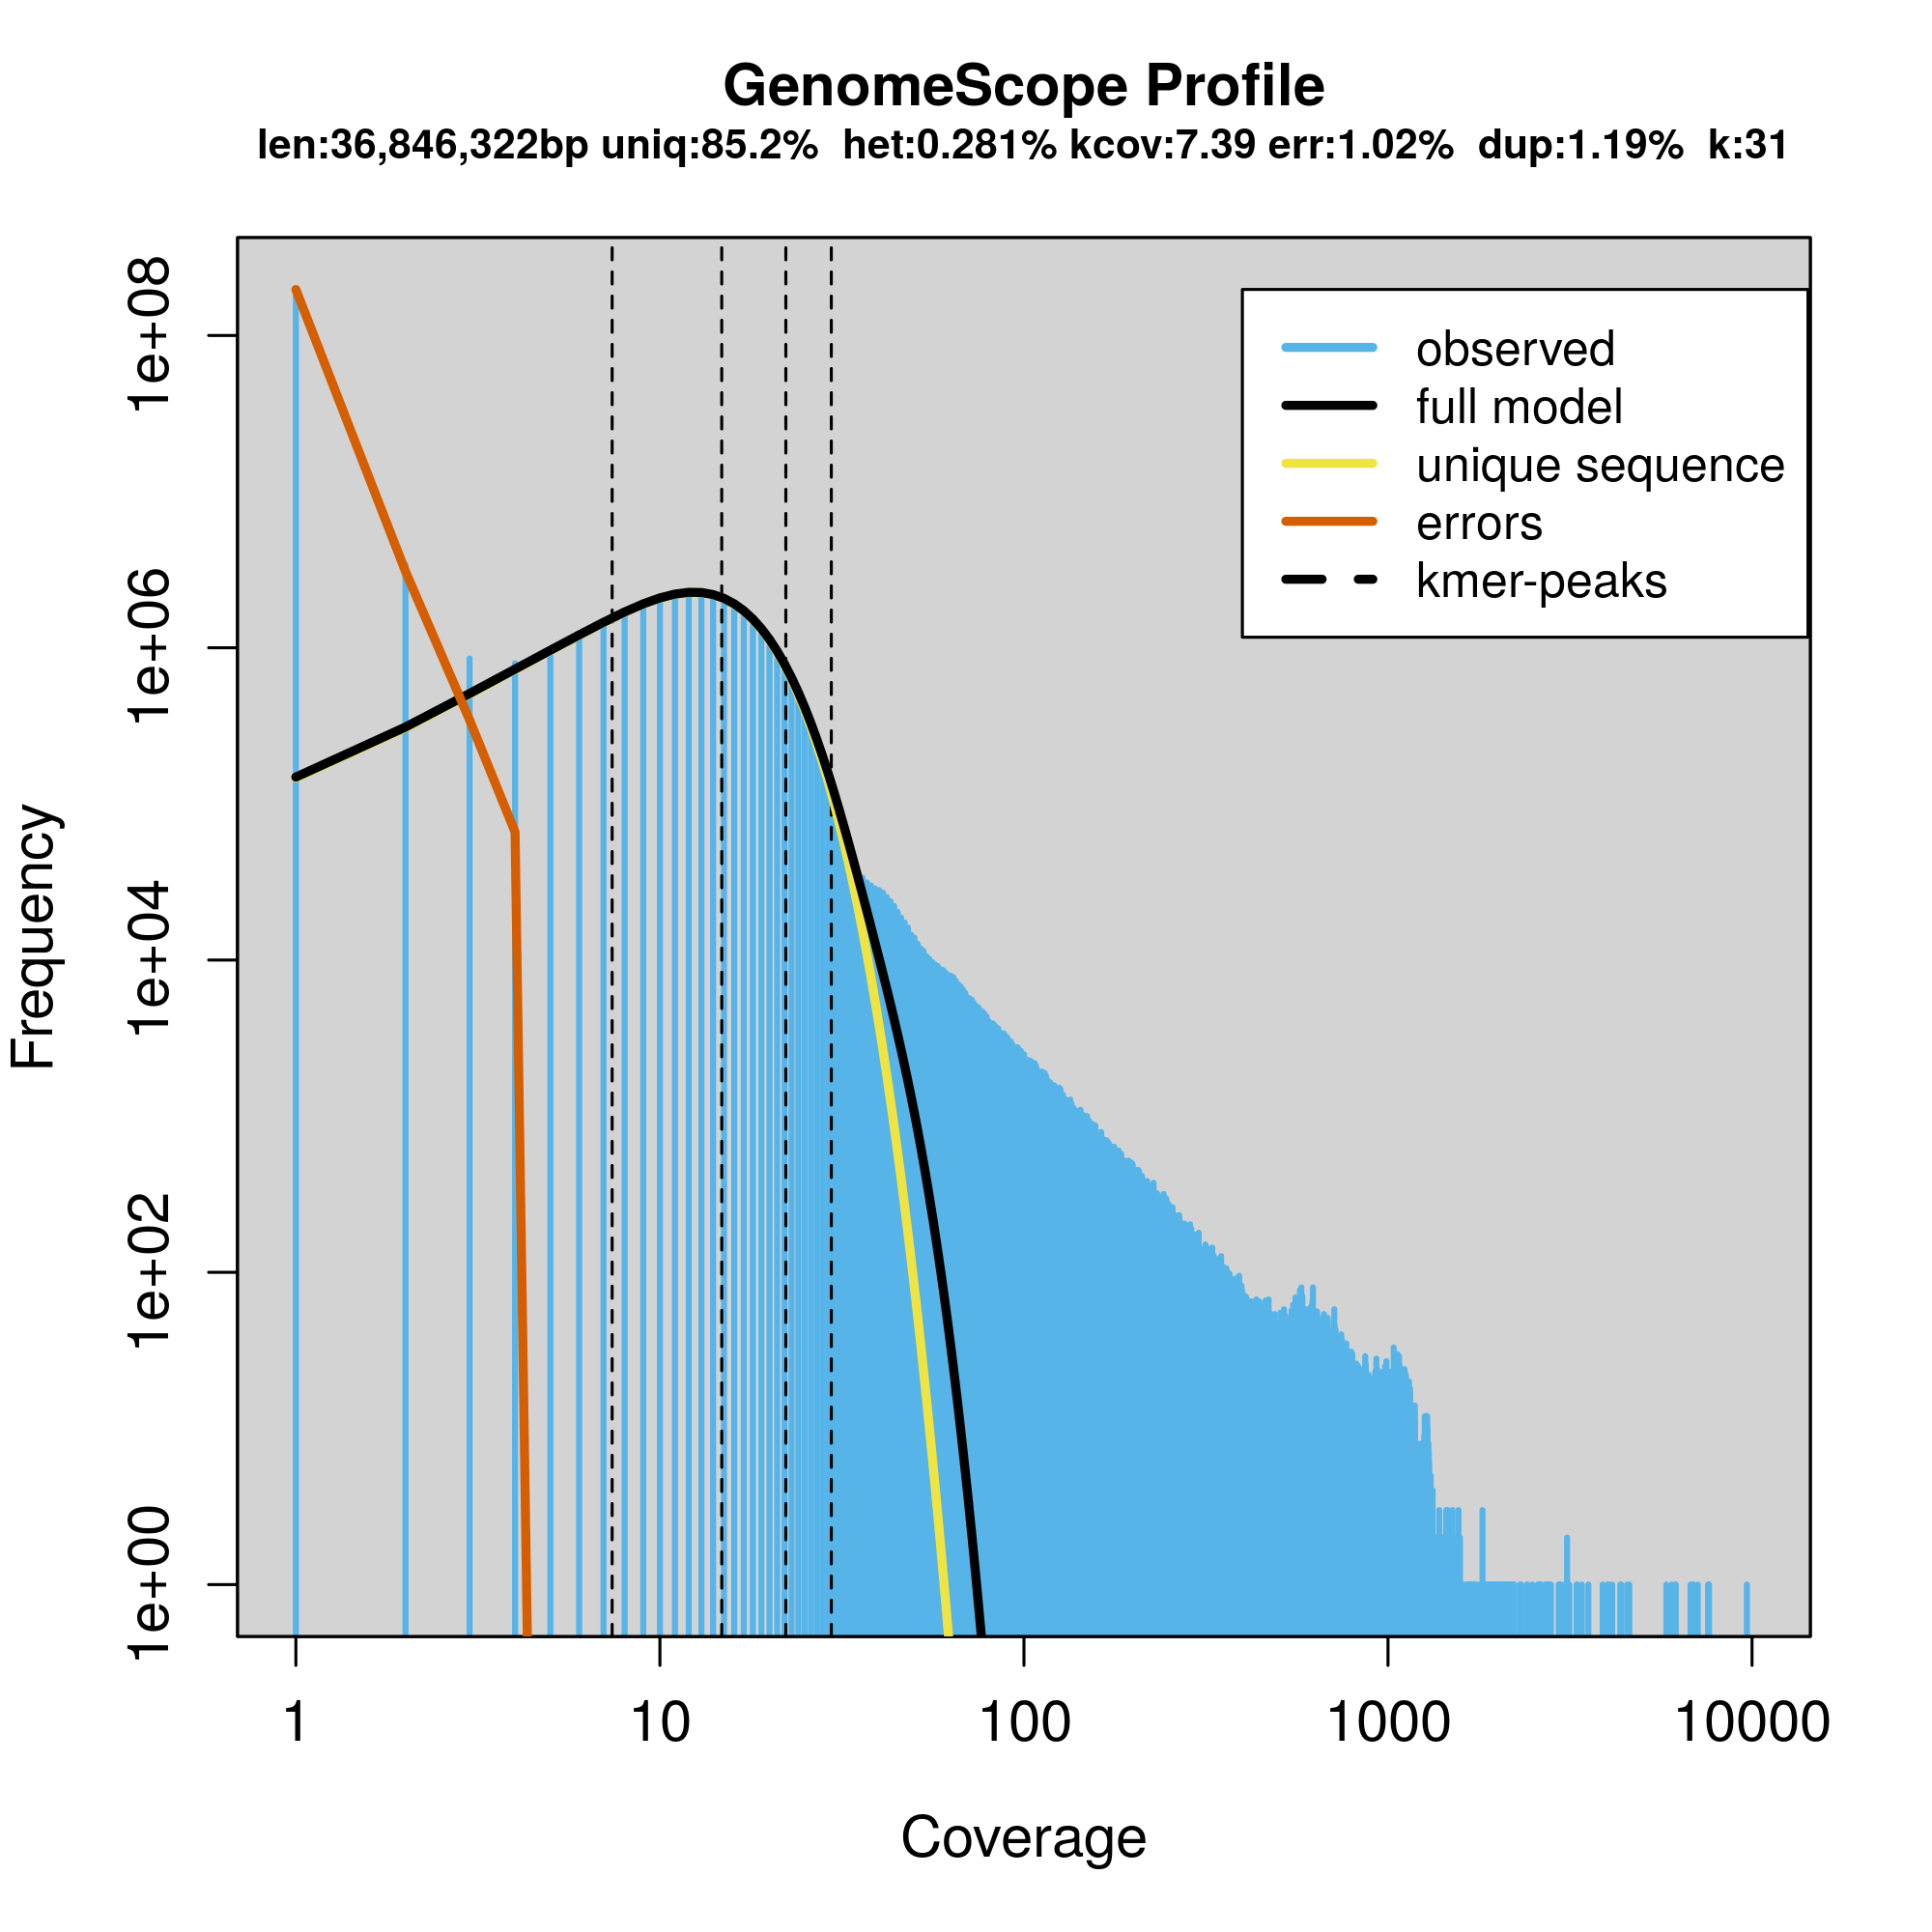 GenomeScope Profile
len:36,846,322bp uniq:85.2%  het:0.281% kcov:7.39 err:1.02%  dup:1.19%  k:31
observed
full model
unique sequence
errors
kmer-peaks
Frequency
1e+08
1e+06
1e+04
1e+02
1e+00
1 10 100 1000 10000
Coverage